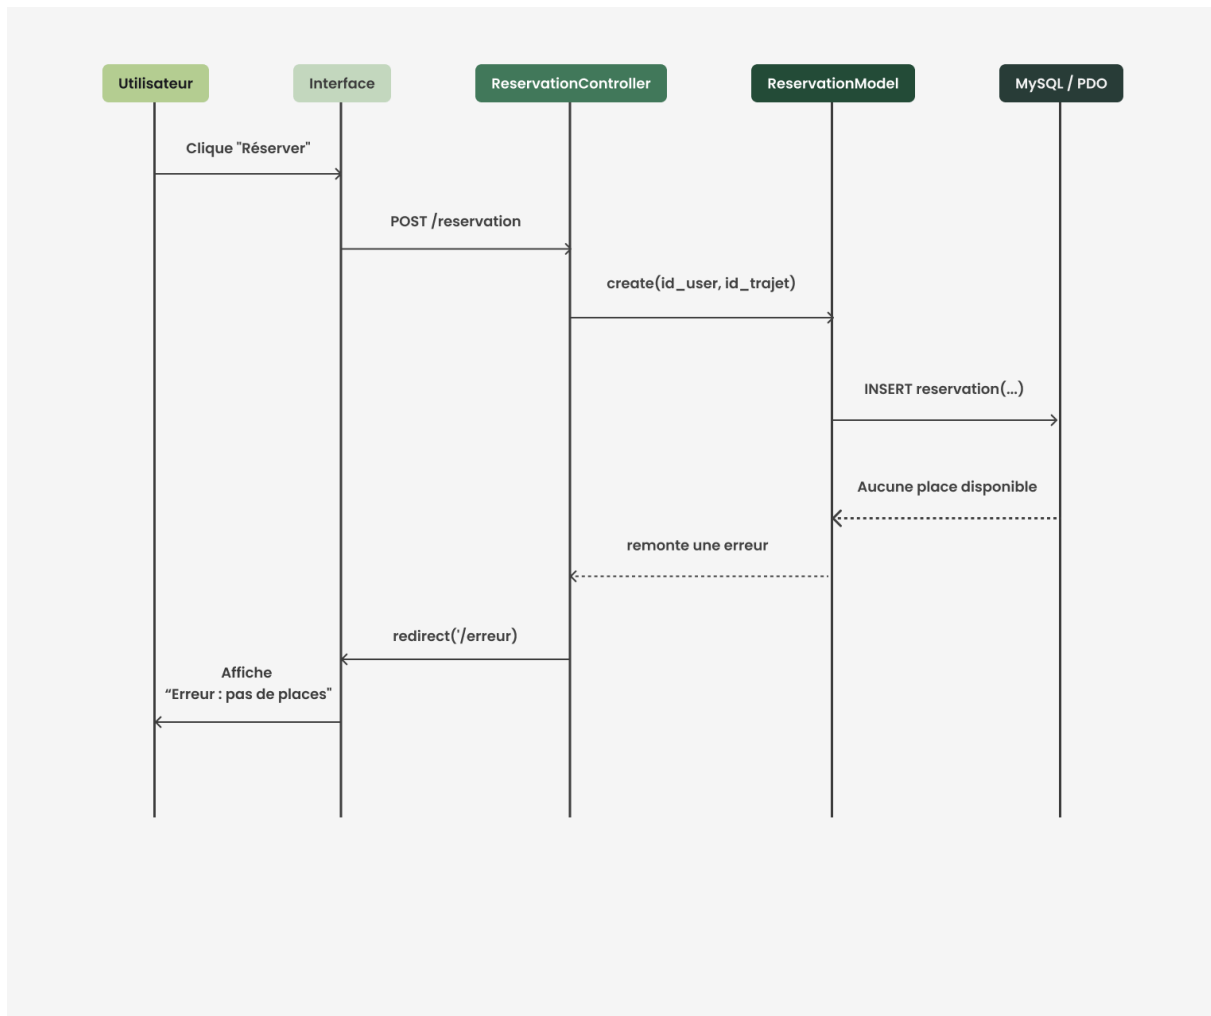 Utilisateur
Interface
ReservationController
ReservationModel
MySQL / PDO
Clique "Réserver"
POST /reservation
create(id_user, id_trajet)
INSERT reservation(...)
Aucune place disponible
remonte une erreur
redirect('/erreur)
Affiche
“Erreur : pas de places"